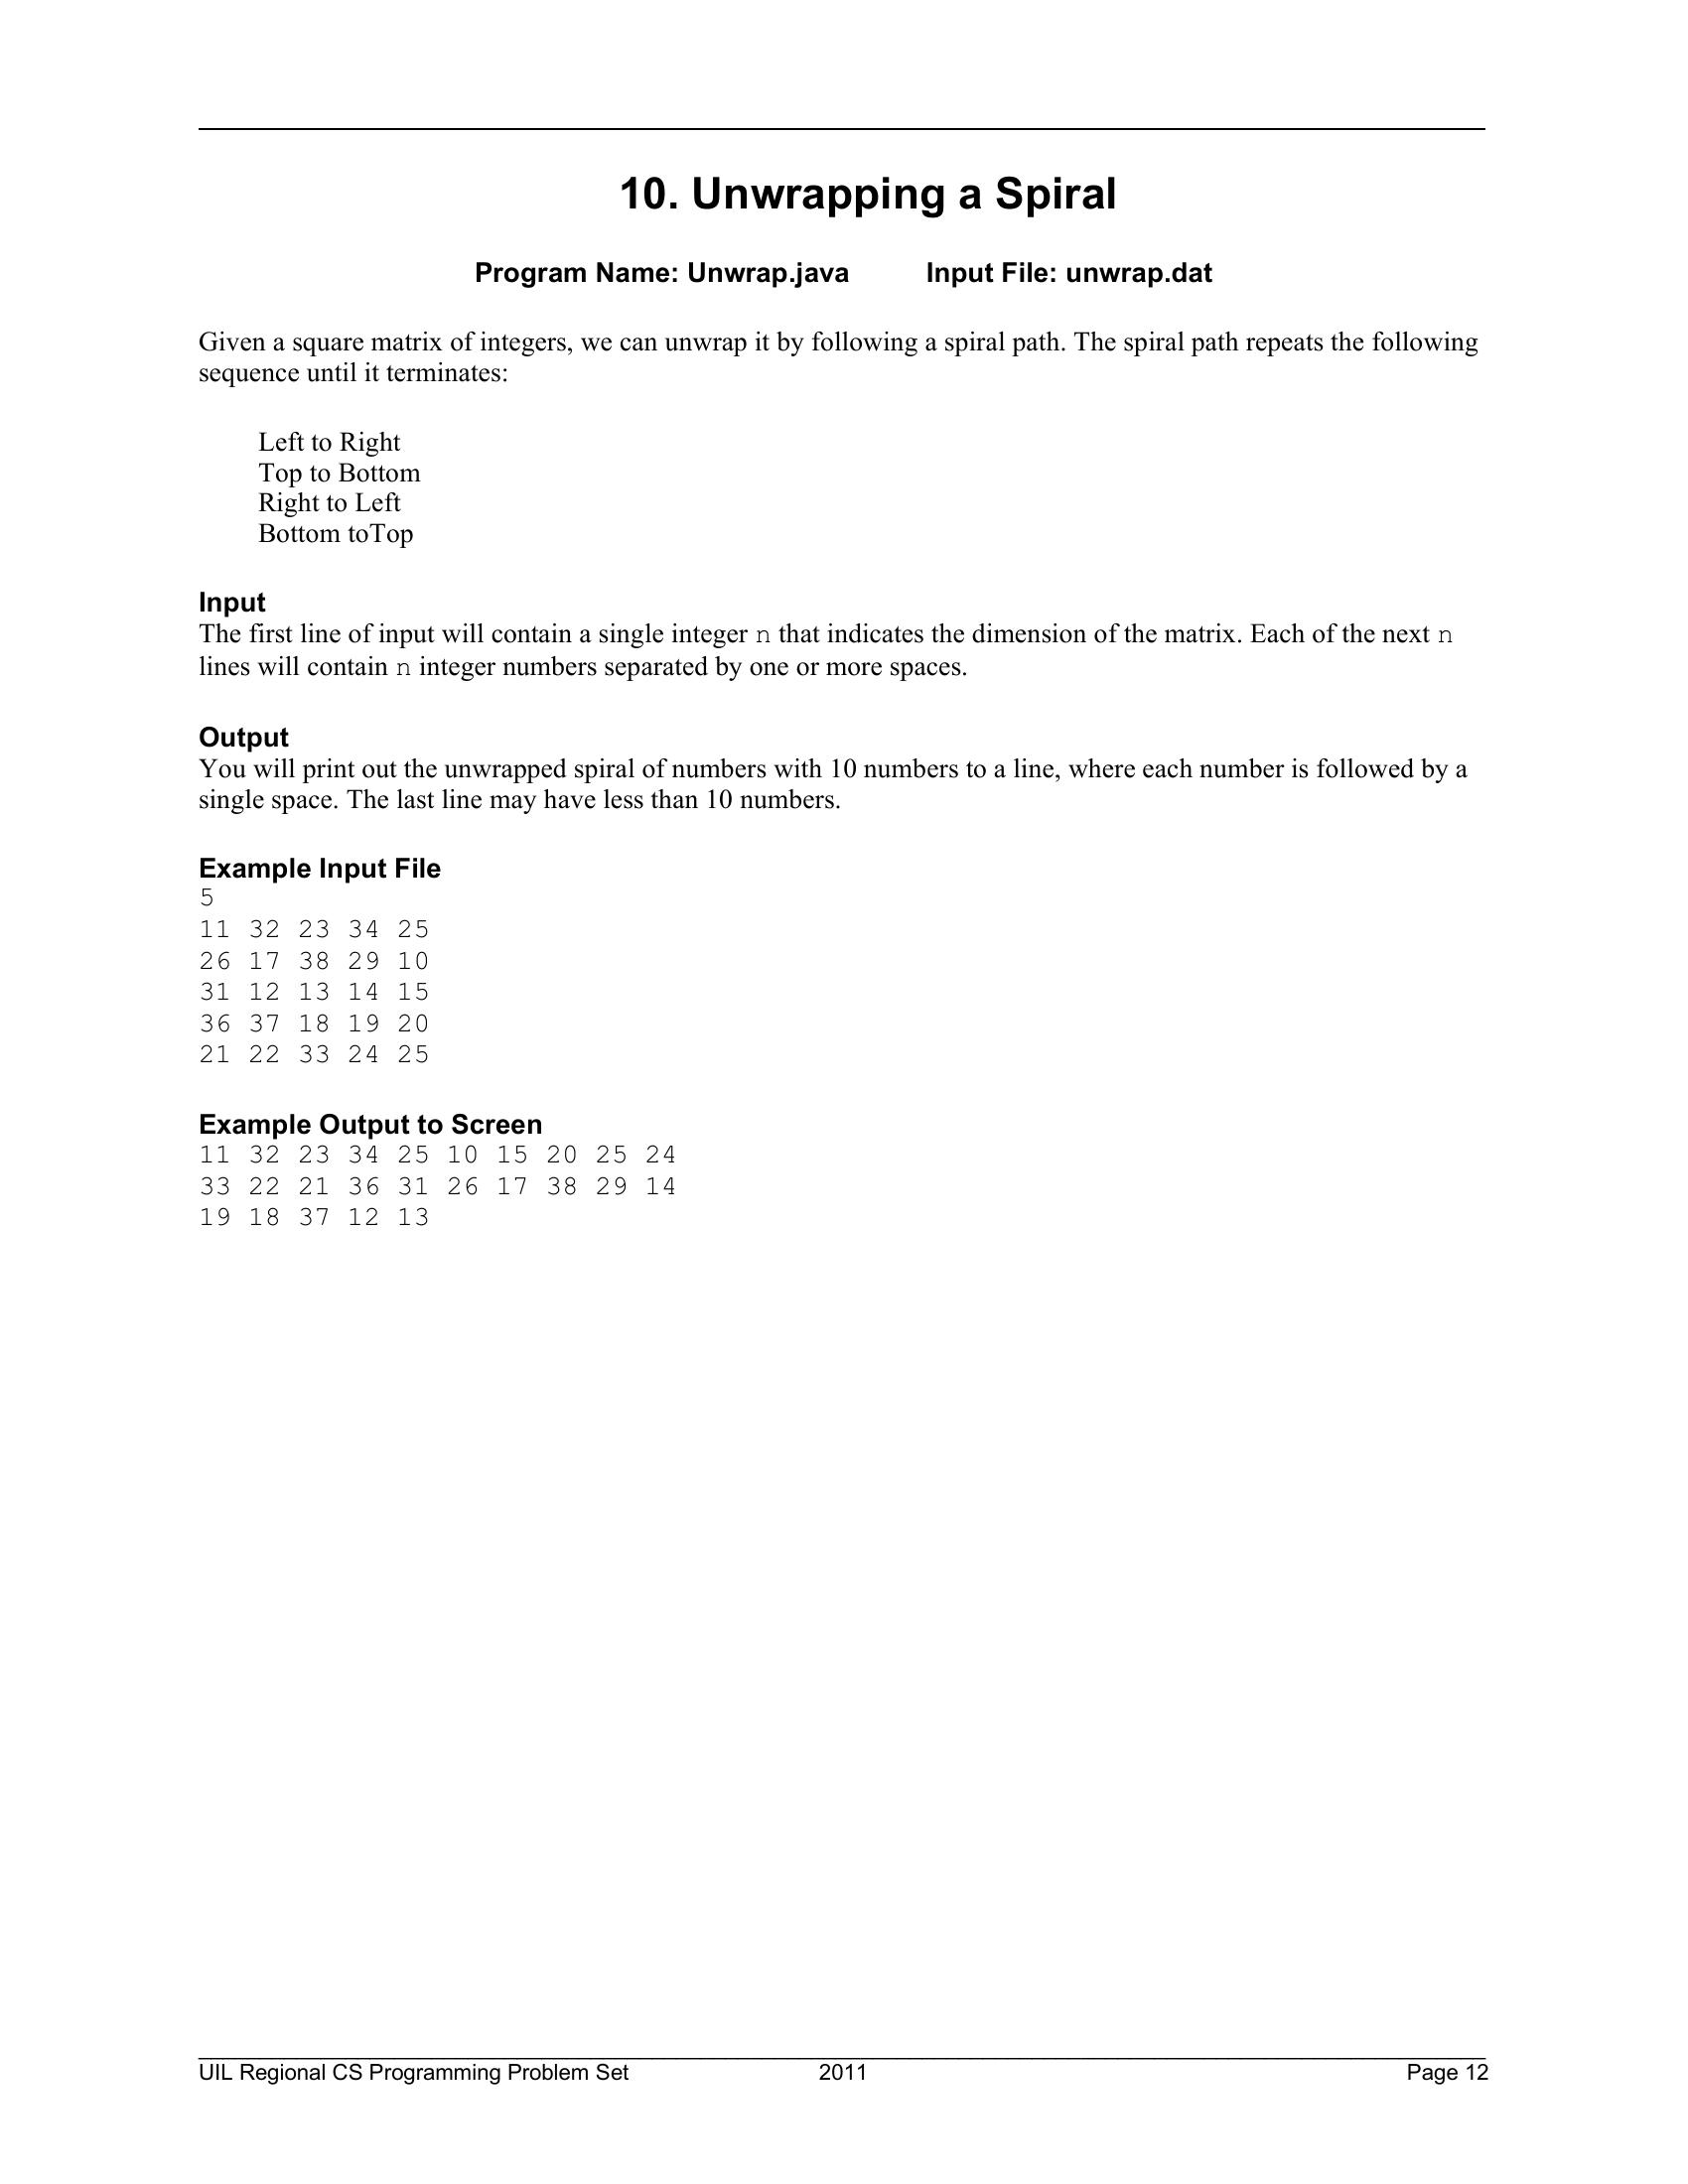 10. Unwrapping a Spiral
Program Name: Unwrap.java Input File: unwrap.dat
Given a square matrix of integers, we can unwrap it by following a spiral path. The spiral path repeats the following
sequence until it terminates:
Left to Right
Top to Bottom
Right to Left
Bottom toTop
Input
The first line of input will contain a single integer n that indicates the dimension of the matrix. Each of the next n
lines will contain n integer numbers separated by one or more spaces.
Output
You will print out the unwrapped spiral of numbers with 10 numbers to a line, where each number is followed by a
single space. The last line may have less than 10 numbers.
Example Input File
5
11 32 23 34 25
26 17 38 29 10
31 12 13 14 15
36 37 18 19 20
21 22 33 24 25
Example Output to Screen
11 32 23 34 25 10 15 20 25 24
33 22 21 36 31 26 17 38 29 14
19 18 37 12 13
UIL Regional CS Programming Problem Set 2011 Page 12